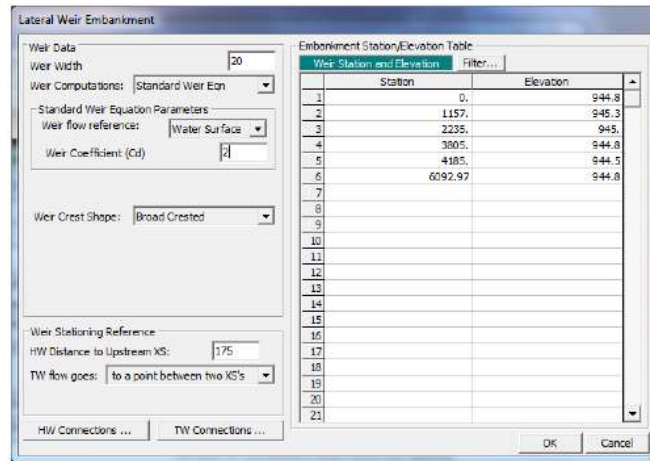 Lateral Weir Embankment
Weir Data
Weir Width 20
Weir Computations: Standard Weir Eqn
Standard Weir Equation Parameters
Weir flow reference: Water Surface
Weir Coefficient (Cd) 2
Weir Crest Shape: Broad Crested
Weir Stationing Reference
HW Distance to Upstream XS: 175
TW flow goes: to a point between two XS's
HW Connections ... TW Connections ...
Embankment Station/Elevation Table
Weir Station and Elevation Filter...
Station Elevation
1 0. 944.8
2 1157. 945.3
3 2235. 945.
4 3805. 944.8
5 4185. 944.5
6 6092.97 944.8
7
8
9
10
11
12
13
14
15
16
17
18
19
20
21
OK Cancel